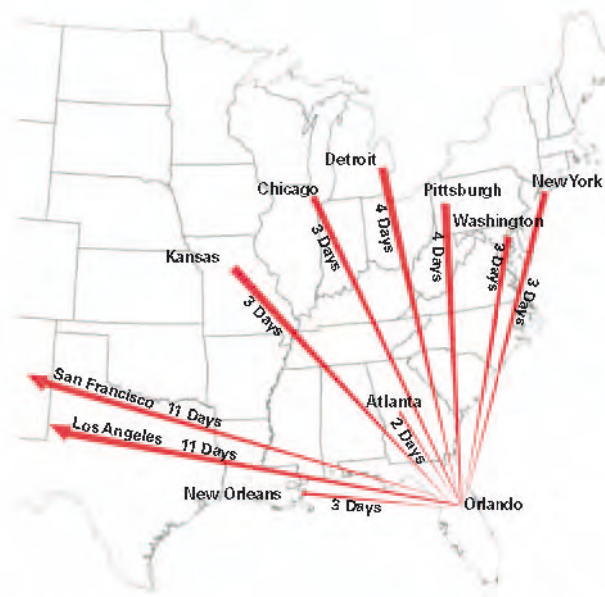 Detroit
Chicago
Pittsburgh
New York
Washington
4 Days
3 Days
4 Days
3 Days
3 Days
Kansas
3 Days
San Francisco 11 Days
Atlanta
2 Days
Los Angeles 11 Days
New Orleans
3 Days
Orlando